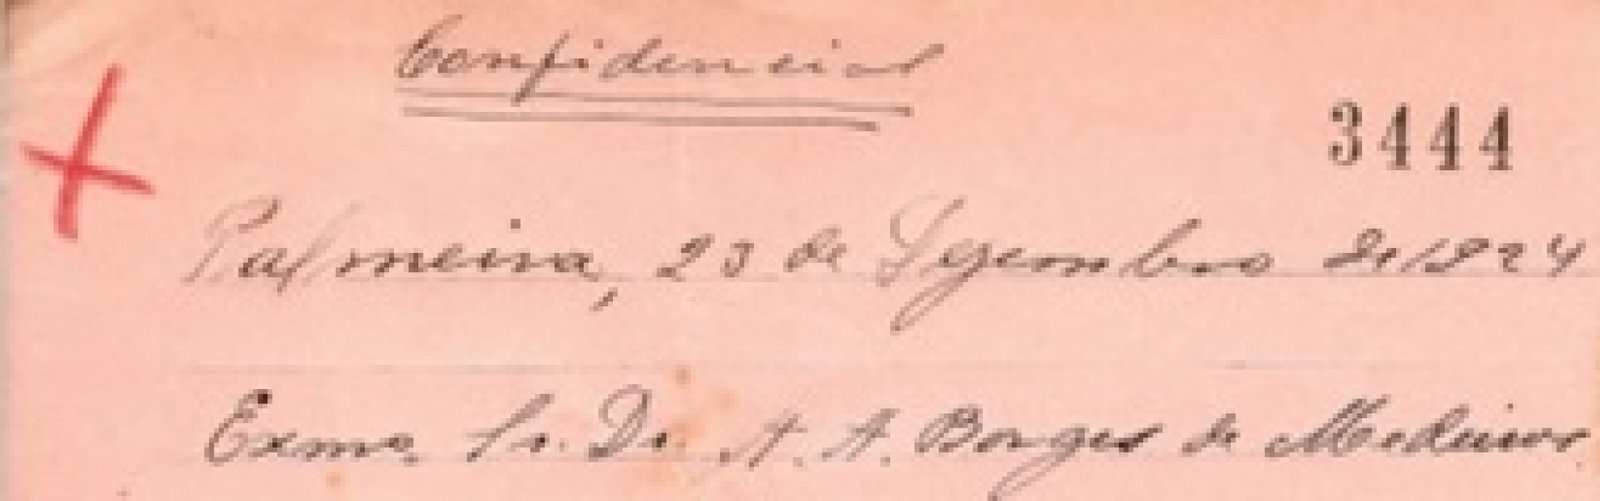 Confidencial
3444
Palmeira, 23 de Dezembro de 1924
Exmo. Sr. Dr. A. A. Borges de Medeiros